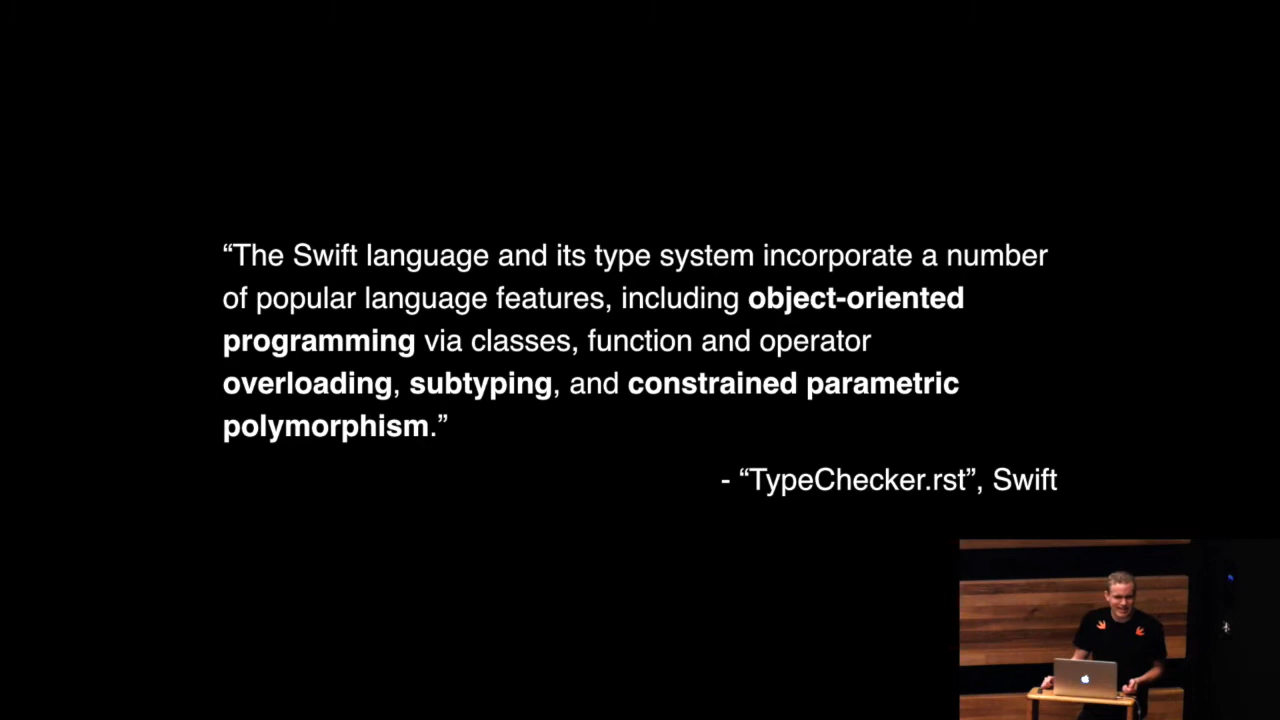 “The Swift language and its type system incorporate a number
of popular language features, including object-oriented
programming via classes, function and operator
overloading, subtyping, and constrained parametric
polymorphism.”
- “TypeChecker.rst”, Swift